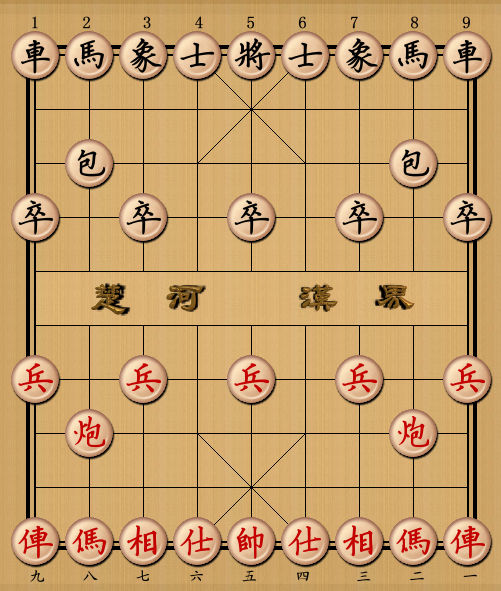 1 2 3 4 5 6 7 8 9
車 馬 象 士 將 士 象 馬 車
包 包
卒 卒 卒 卒 卒
楚 河 漢 界
兵 兵 兵 兵 兵
炮 炮
俥 傌 相 仕 帥 仕 相 傌 俥
九 八 七 六 五 四 三 二 一